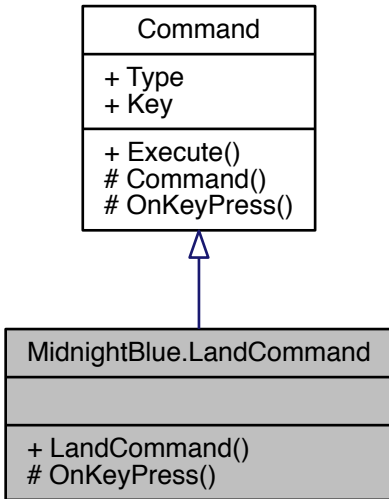 Command
+ Type
+ Key
+ Execute()
# Command()
# OnKeyPress()
MidnightBlue.LandCommand
+ LandCommand()
# OnKeyPress()